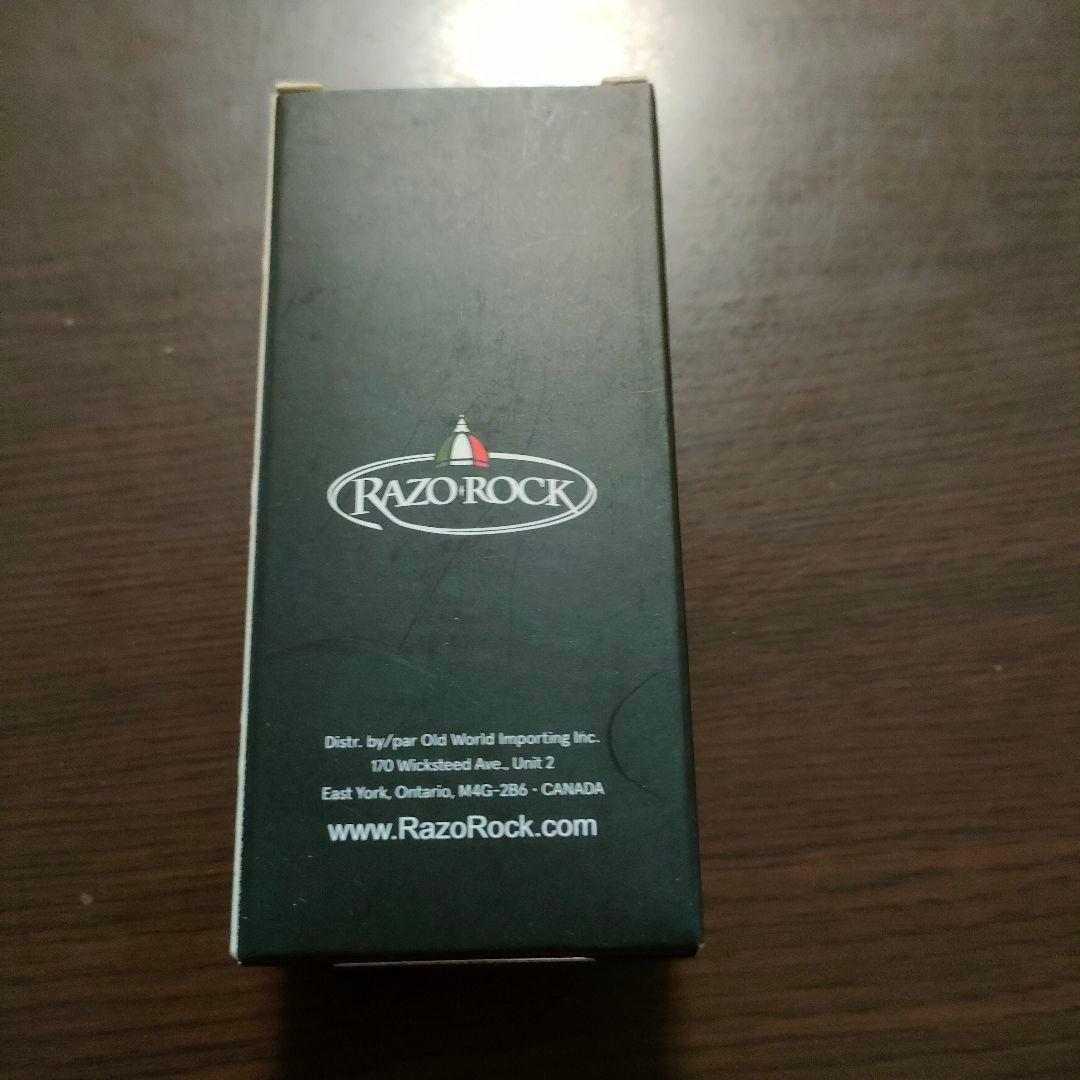 RAZOROCK
Distr. by/par Old World Importing Inc.
170 Wicksteed Ave., Unit 2
East York, Ontario, M4G-2B6 - CANADA
www.RazoRock.com